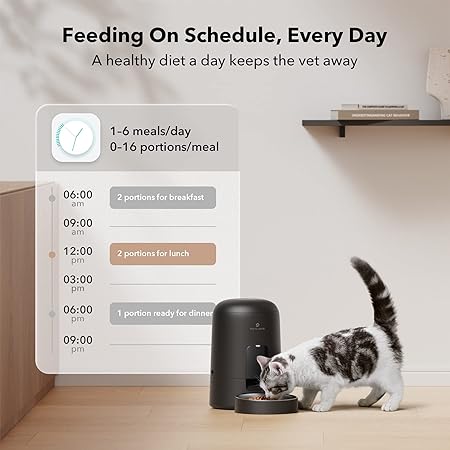 Feeding On Schedule, Every Day
A healthy diet a day keeps the vet away
1–6 meals/day
0–16 portions/meal
06:00
am
2 portions for breakfast
09:00
am
12:00
pm
2 portions for lunch
03:00
pm
06:00
pm
1 portion ready for dinner
09:00
pm
UNDERSTANDING CAT BEHAVIOR